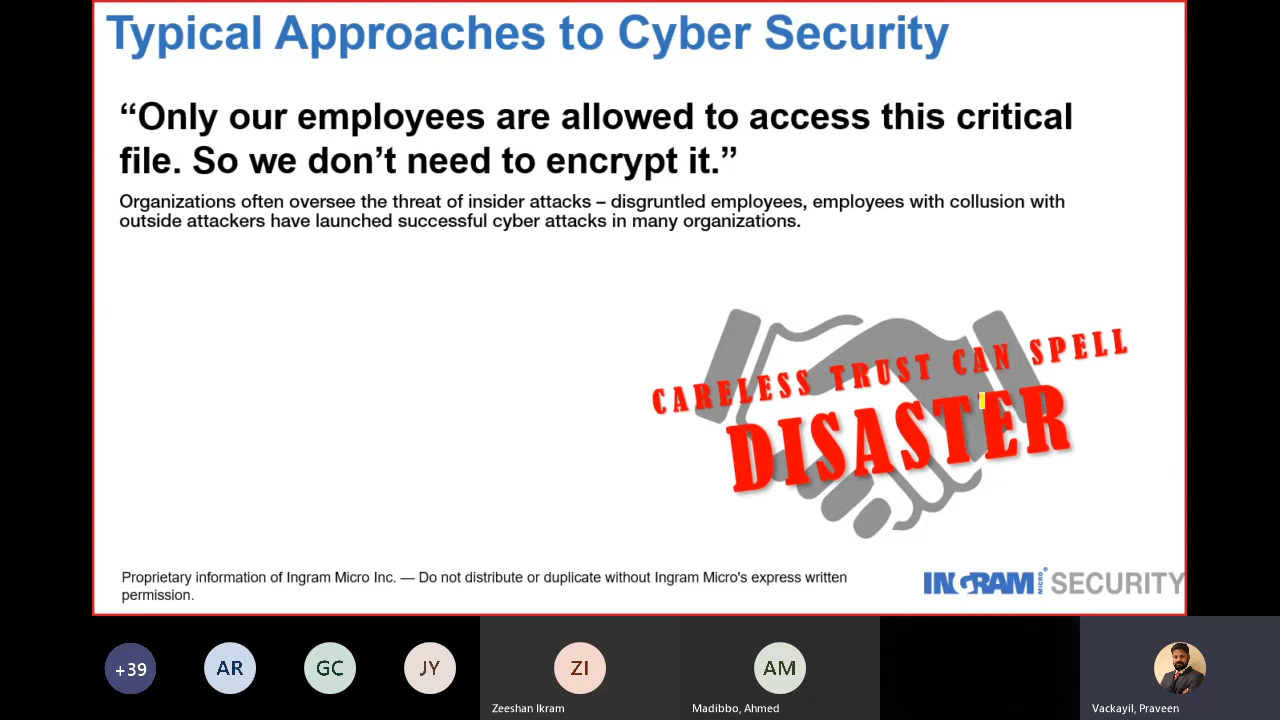 Typical Approaches to Cyber Security
“Only our employees are allowed to access this critical
file. So we don’t need to encrypt it.”
Organizations often oversee the threat of insider attacks – disgruntled employees, employees with collusion with
outside attackers have launched successful cyber attacks in many organizations.
CARELESS TRUST CAN SPELL
DISASTER
Proprietary information of Ingram Micro Inc. — Do not distribute or duplicate without Ingram Micro's express written
permission.
INGRAM MICRO SECURITY
+39
AR
GC
JY
ZI
AM
Zeeshan Ikram
Madibbo, Ahmed
Vackayil, Praveen